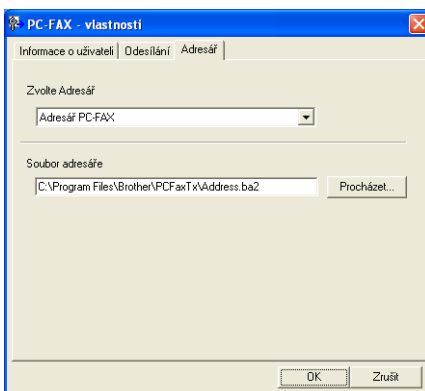 PC-FAX - vlastnosti
Informace o uživateli Odesílání Adresář
Zvolte Adresář
Adresář PC-FAX
Soubor adresáře
C:\Program Files\Brother\PCFaxTx\Address.ba2 Procházet...
OK Zrušit